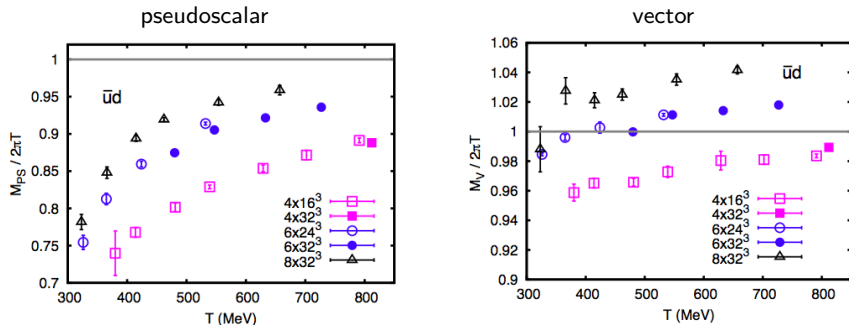 pseudoscalar
1
0.95
0.9
0.85
0.8
0.75
0.7
M_PS / 2πT
ūd
4x16³
4x32³
6x24³
6x32³
8x32³
300 400 500 600 700 800
T (MeV)
vector
1.06
1.04
1.02
1
0.98
0.96
0.94
0.92
0.9
M_V / 2πT
ūd
4x16³
4x32³
6x24³
6x32³
8x32³
300 400 500 600 700 800
T (MeV)